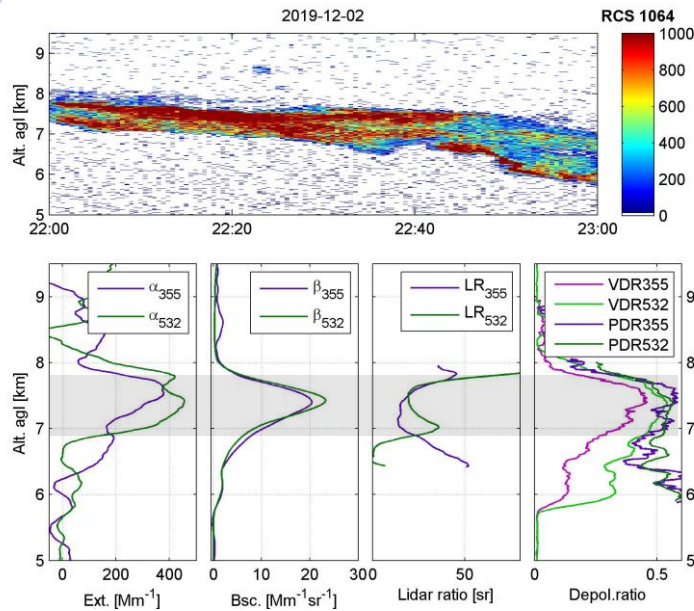 2019-12-02
RCS 1064
Alt. agl [km]
9
8
7
6
5
22:00 22:20 22:40 23:00
1000
800
600
400
200
0
α355
α532
β355
β532
LR355
LR532
VDR355
VDR532
PDR355
PDR532
Alt. agl [km]
9
8
7
6
5
9
8
7
6
5
0 200 400
0 10 20 30
50
0 0.5
Ext. [Mm⁻¹]
Bsc. [Mm⁻¹sr⁻¹]
Lidar ratio [sr]
Depol.ratio